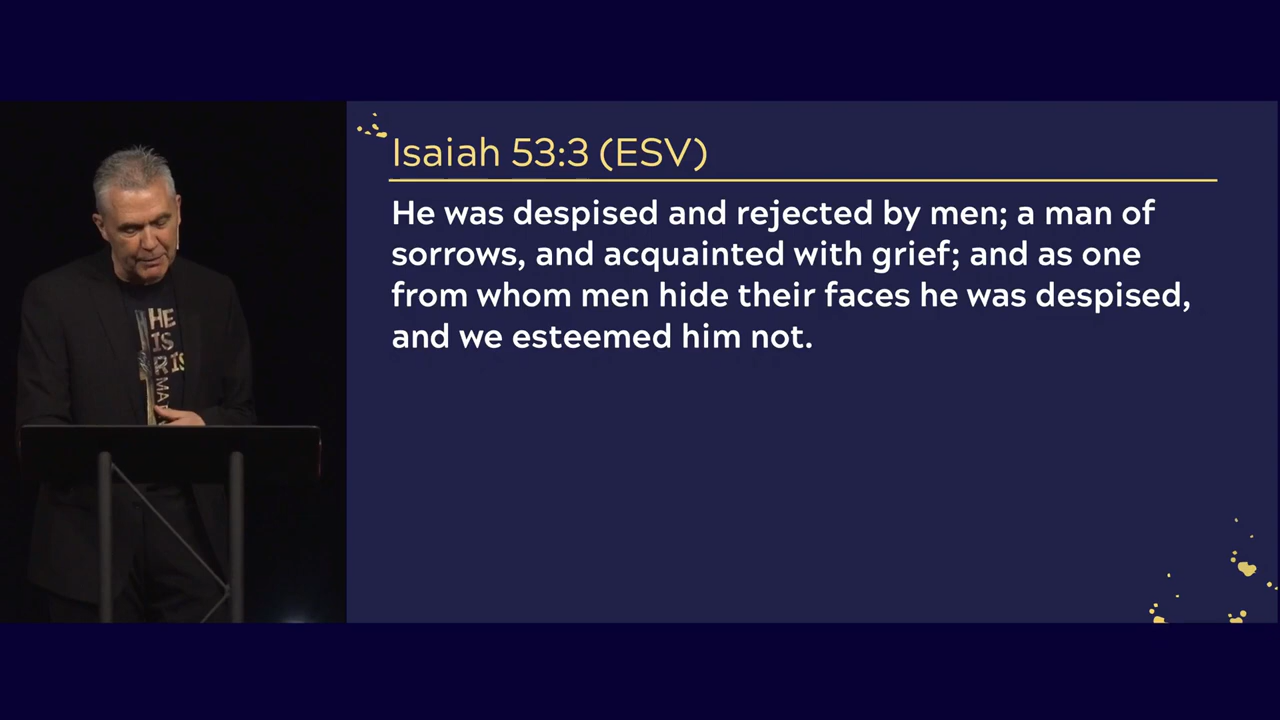 Isaiah 53:3 (ESV)
He was despised and rejected by men; a man of
sorrows, and acquainted with grief; and as one
from whom men hide their faces he was despised,
and we esteemed him not.
HE
IS
IS